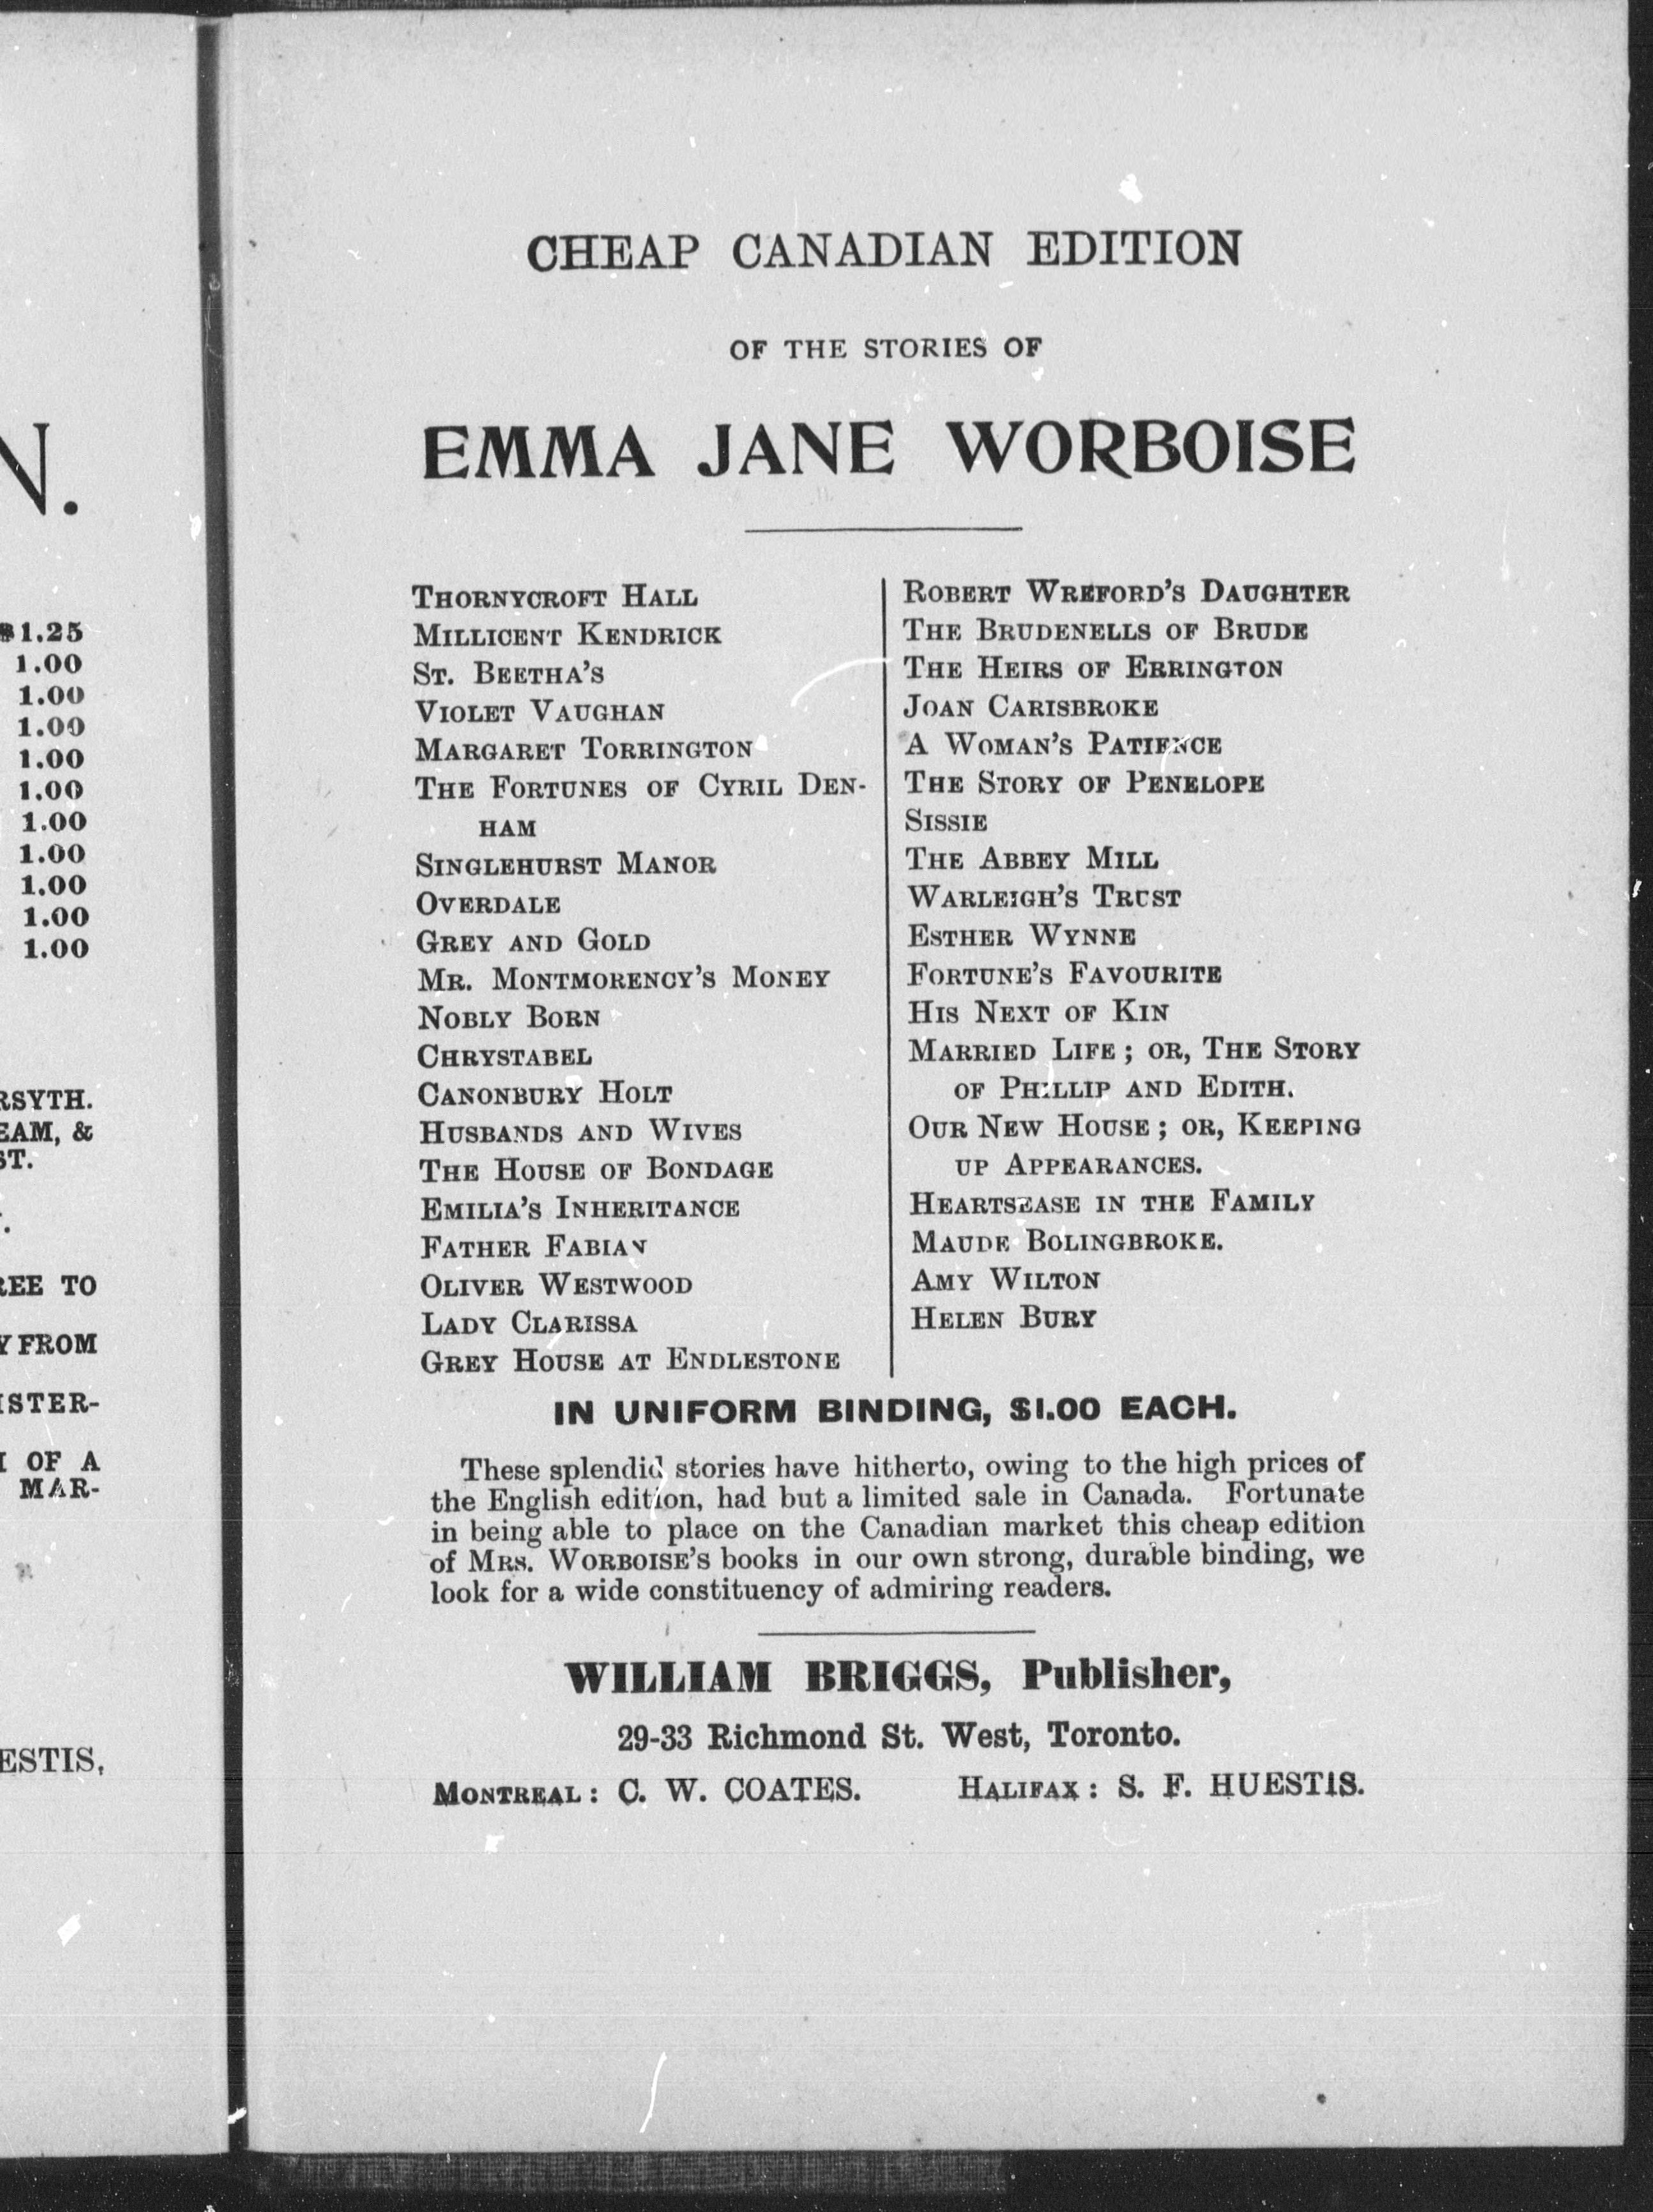 N.
$1.25
1.00
1.00
1.00
1.00
1.00
1.00
1.00
1.00
1.00
1.00
RSYTH.
EAM, &
ST.
REE TO
Y FROM
ISTER-
OF A
MAR-
ESTIS,
CHEAP CANADIAN EDITION
OF THE STORIES OF
EMMA JANE WORBOISE
THORNYCROFT HALL
MILLICENT KENDRICK
ST. BEETHA'S
VIOLET VAUGHAN
MARGARET TORRINGTON
THE FORTUNES OF CYRIL DEN-
HAM
SINGLEHURST MANOR
OVERDALE
GREY AND GOLD
MR. MONTMORENCY'S MONEY
NOBLY BORN
CHRYSTABEL
CANONBURY HOLT
HUSBANDS AND WIVES
THE HOUSE OF BONDAGE
EMILIA'S INHERITANCE
FATHER FABIAN
OLIVER WESTWOOD
LADY CLARISSA
GREY HOUSE AT ENDLESTONE
ROBERT WREFORD'S DAUGHTER
THE BRUDENELLS OF BRUDE
THE HEIRS OF ERRINGTON
JOAN CARISBROKE
A WOMAN'S PATIENCE
THE STORY OF PENELOPE
SISSIE
THE ABBEY MILL
WARLEIGH'S TRUST
ESTHER WYNNE
FORTUNE'S FAVOURITE
HIS NEXT OF KIN
MARRIED LIFE; OR, THE STORY
OF PHILLIP AND EDITH.
OUR NEW HOUSE; OR, KEEPING
UP APPEARANCES.
HEARTSEASE IN THE FAMILY
MAUDE BOLINGBROKE.
AMY WILTON
HELEN BURY
IN UNIFORM BINDING, $1.00 EACH.
These splendid stories have hitherto, owing to the high prices of
the English edition, had but a limited sale in Canada. Fortunate
in being able to place on the Canadian market this cheap edition
of MRS. WORBOISE'S books in our own strong, durable binding, we
look for a wide constituency of admiring readers.
WILLIAM BRIGGS, Publisher,
29-33 Richmond St. West, Toronto.
MONTREAL: C. W. COATES. HALIFAX: S. F. HUESTIS.